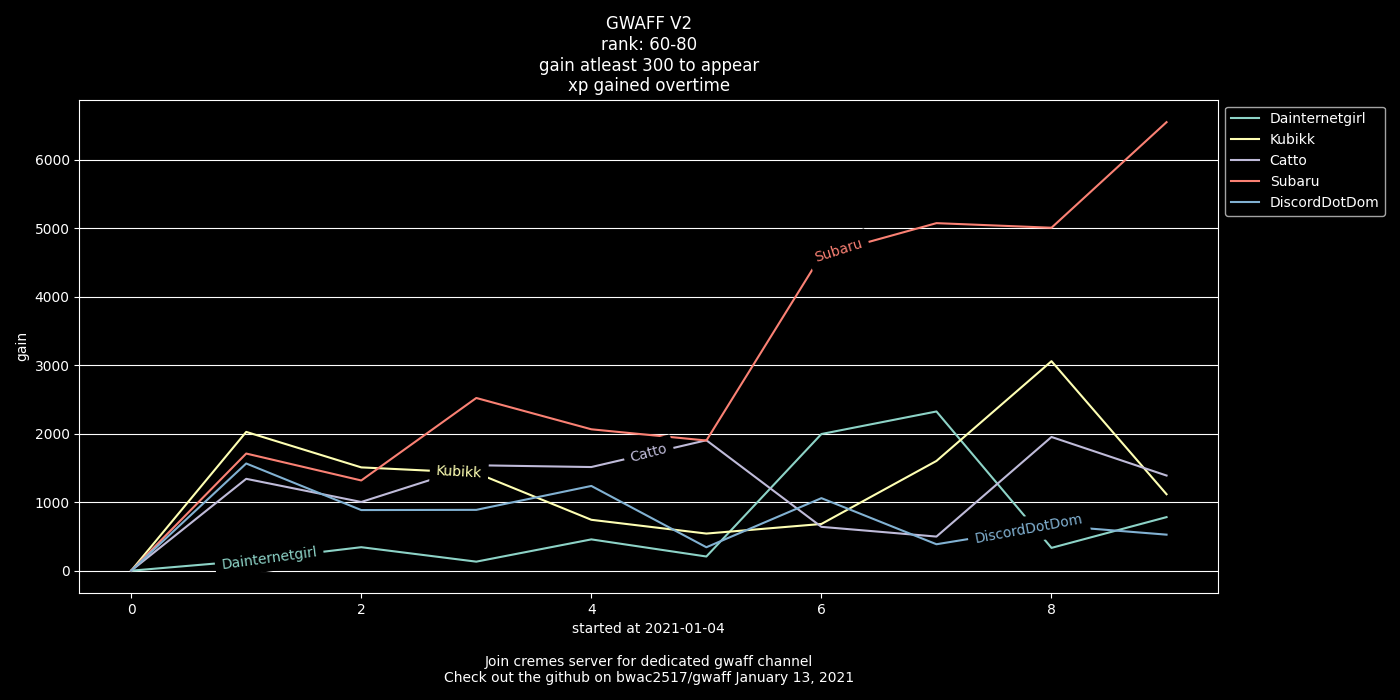 GWAFF V2
rank: 60-80
gain atleast 300 to appear
xp gained overtime
Dainternetgirl
Kubikk
Catto
Subaru
DiscordDotDom
6000
5000
4000
3000
2000
1000
0
gain
Subaru
Catto
Kubikk
DiscordDotDom
Dainternetgirl
0 2 4 6 8
started at 2021-01-04
Join cremes server for dedicated gwaff channel
Check out the github on bwac2517/gwaff January 13, 2021